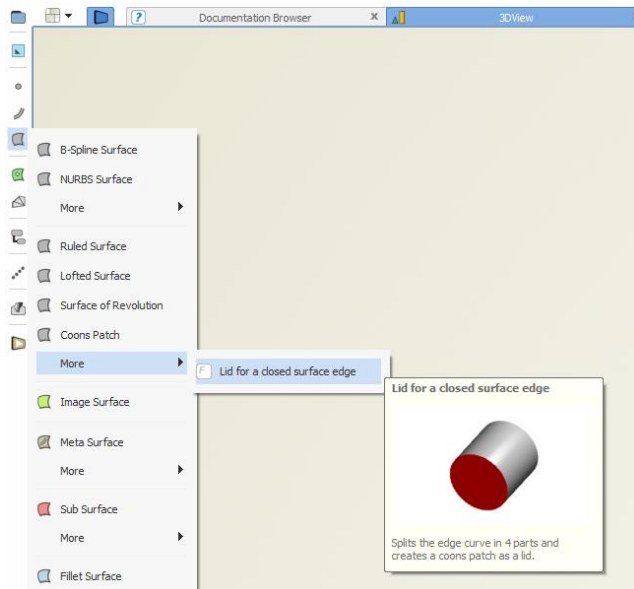 Documentation Browser
3DView
B-Spline Surface
NURBS Surface
More
Ruled Surface
Lofted Surface
Surface of Revolution
Coons Patch
More
F Lid for a closed surface edge
Lid for a closed surface edge
Splits the edge curve in 4 parts and
creates a coons patch as a lid.
Image Surface
Meta Surface
More
Sub Surface
More
Fillet Surface